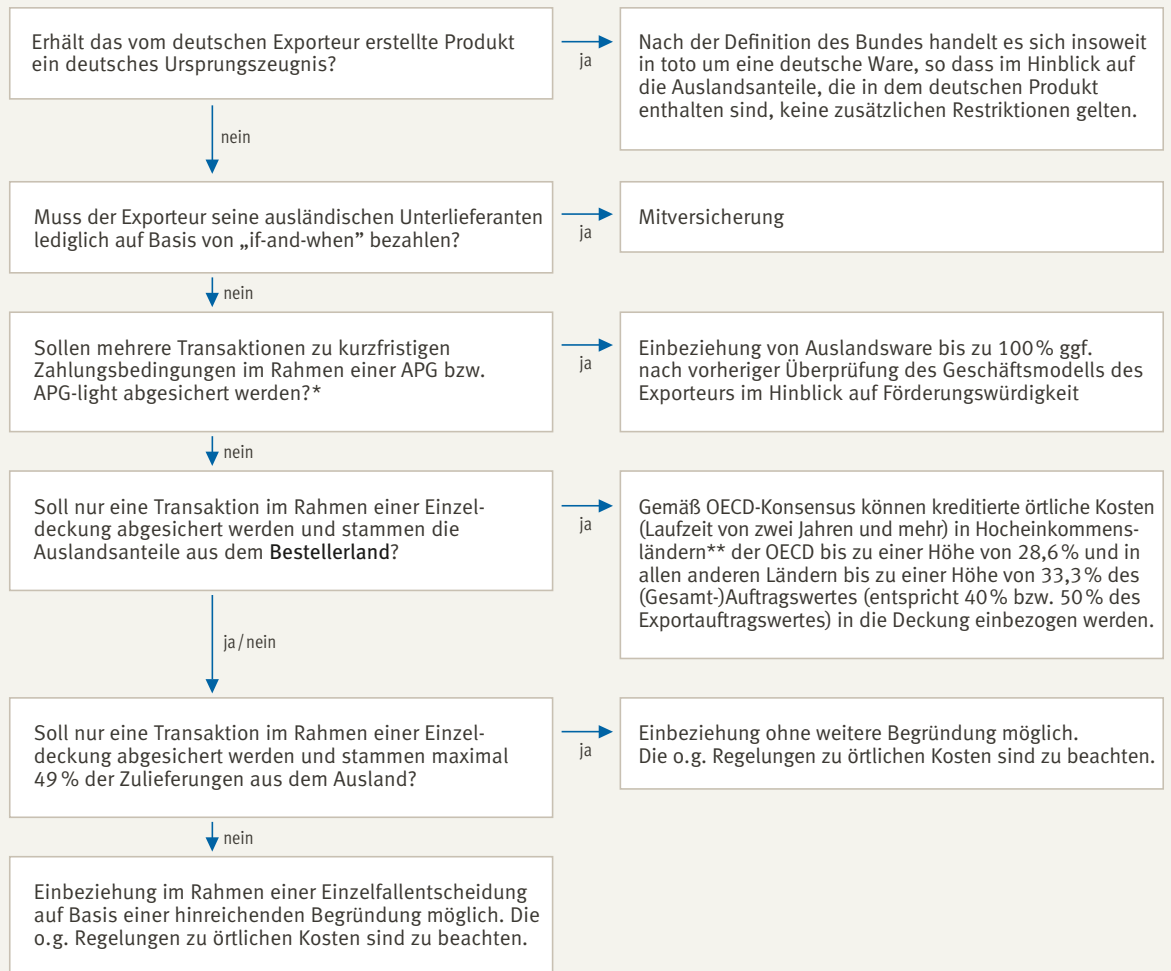 Erhält das vom deutschen Exporteur erstellte Produkt
ein deutsches Ursprungszeugnis?
ja
Nach der Definition des Bundes handelt es sich insoweit
in toto um eine deutsche Ware, so dass im Hinblick auf
die Auslandsanteile, die in dem deutschen Produkt
enthalten sind, keine zusätzlichen Restriktionen gelten.
nein
Muss der Exporteur seine ausländischen Unterlieferanten
lediglich auf Basis von „if-and-when” bezahlen?
ja
Mitversicherung
nein
Sollen mehrere Transaktionen zu kurzfristigen
Zahlungsbedingungen im Rahmen einer APG bzw.
APG-light abgesichert werden?*
ja
Einbeziehung von Auslandsware bis zu 100 % ggf.
nach vorheriger Überprüfung des Geschäftsmodells des
Exporteurs im Hinblick auf Förderungswürdigkeit
nein
Soll nur eine Transaktion im Rahmen einer Einzel-
deckung abgesichert werden und stammen die
Auslandsanteile aus dem Bestellerland?
ja
Gemäß OECD-Konsensus können kreditierte örtliche Kosten
(Laufzeit von zwei Jahren und mehr) in Hocheinkommens-
ländern** der OECD bis zu einer Höhe von 28,6 % und in
allen anderen Ländern bis zu einer Höhe von 33,3 % des
(Gesamt-)Auftragswertes (entspricht 40 % bzw. 50 % des
Exportauftragswertes) in die Deckung einbezogen werden.
ja / nein
Soll nur eine Transaktion im Rahmen einer Einzel-
deckung abgesichert werden und stammen maximal
49 % der Zulieferungen aus dem Ausland?
ja
Einbeziehung ohne weitere Begründung möglich.
Die o.g. Regelungen zu örtlichen Kosten sind zu beachten.
nein
Einbeziehung im Rahmen einer Einzelfallentscheidung
auf Basis einer hinreichenden Begründung möglich. Die
o.g. Regelungen zu örtlichen Kosten sind zu beachten.